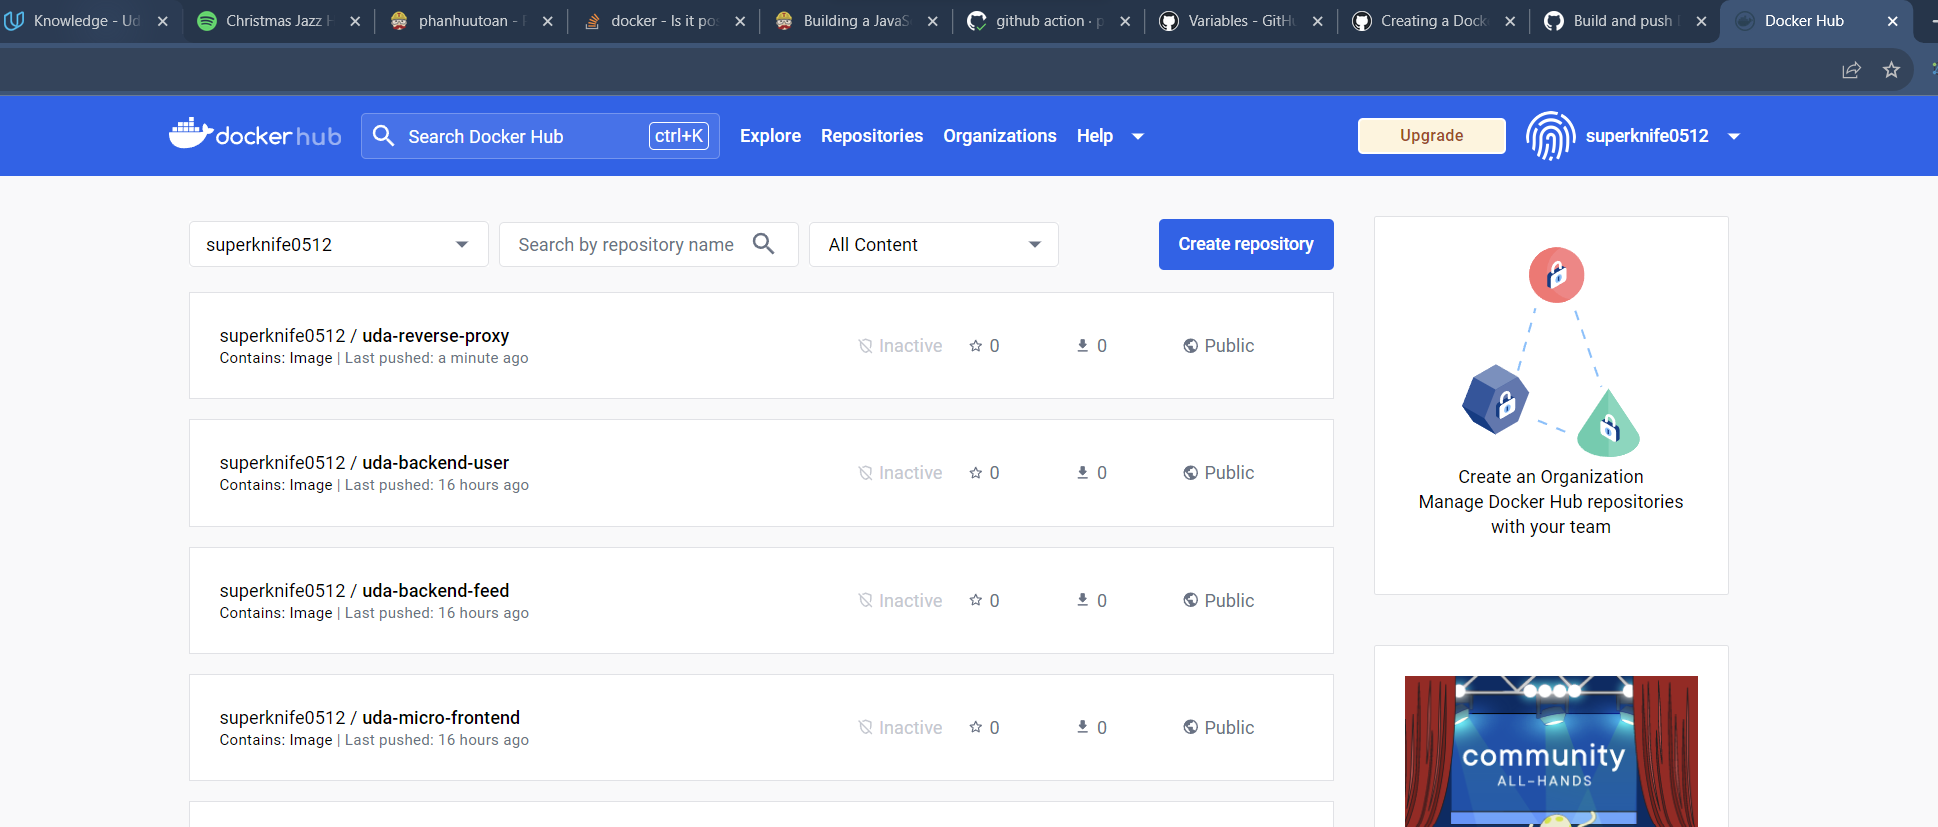 Knowledge - Ud
Christmas Jazz H
phanhuutoan -
docker - Is it pos
Building a JavaSc
github action · p
Variables - GitHu
Creating a Docke
Build and push
Docker Hub
docker hub
Search Docker Hub
ctrl+K
Explore
Repositories
Organizations
Help
Upgrade
superknife0512
superknife0512
Search by repository name
All Content
Create repository
superknife0512 / uda-reverse-proxy
Contains: Image | Last pushed: a minute ago
Inactive
0
0
Public
superknife0512 / uda-backend-user
Contains: Image | Last pushed: 16 hours ago
Inactive
0
0
Public
superknife0512 / uda-backend-feed
Contains: Image | Last pushed: 16 hours ago
Inactive
0
0
Public
superknife0512 / uda-micro-frontend
Contains: Image | Last pushed: 16 hours ago
Inactive
0
0
Public
Create an Organization
Manage Docker Hub repositories
with your team
community
ALL-HANDS